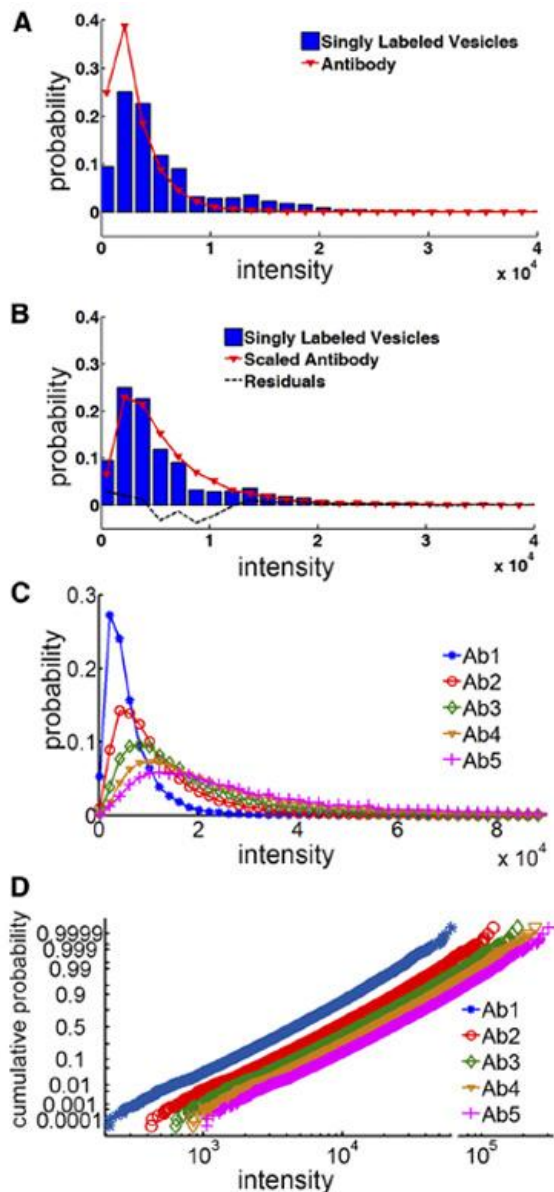 A
0.4
0.3
0.2
0.1
0
probability
Singly Labeled Vesicles
Antibody
0 1 2 3 4
intensity
x 10^4
B
0.4
0.3
0.2
0.1
0
probability
Singly Labeled Vesicles
Scaled Antibody
Residuals
0 1 2 3 4
intensity
x 10^4
C
0.3
0.2
0.1
0
probability
Ab1
Ab2
Ab3
Ab4
Ab5
0 2 4 6 8
intensity
x 10^4
D
cumulative probability
0.9999
0.999
0.99
0.9
0.5
0.1
0.01
0.001
0.0001
Ab1
Ab2
Ab3
Ab4
Ab5
10^3 10^4 10^5
intensity